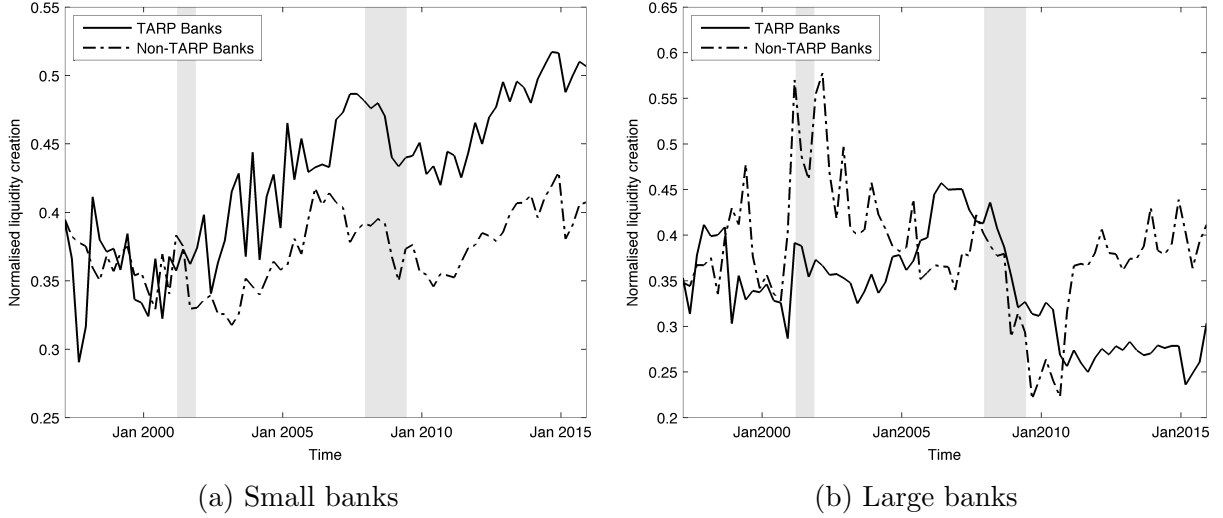 0.55
0.5
0.45
0.4
0.35
0.3
0.25
Normalised liquidity creation
TARP Banks
Non-TARP Banks
Jan 2000
Jan 2005
Jan 2010
Jan 2015
Time
(a) Small banks
0.65
0.6
0.55
0.5
0.45
0.4
0.35
0.3
0.25
0.2
Normalised liquidity creation
TARP Banks
Non-TARP Banks
Jan2000
Jan2005
Jan2010
Jan2015
Time
(b) Large banks